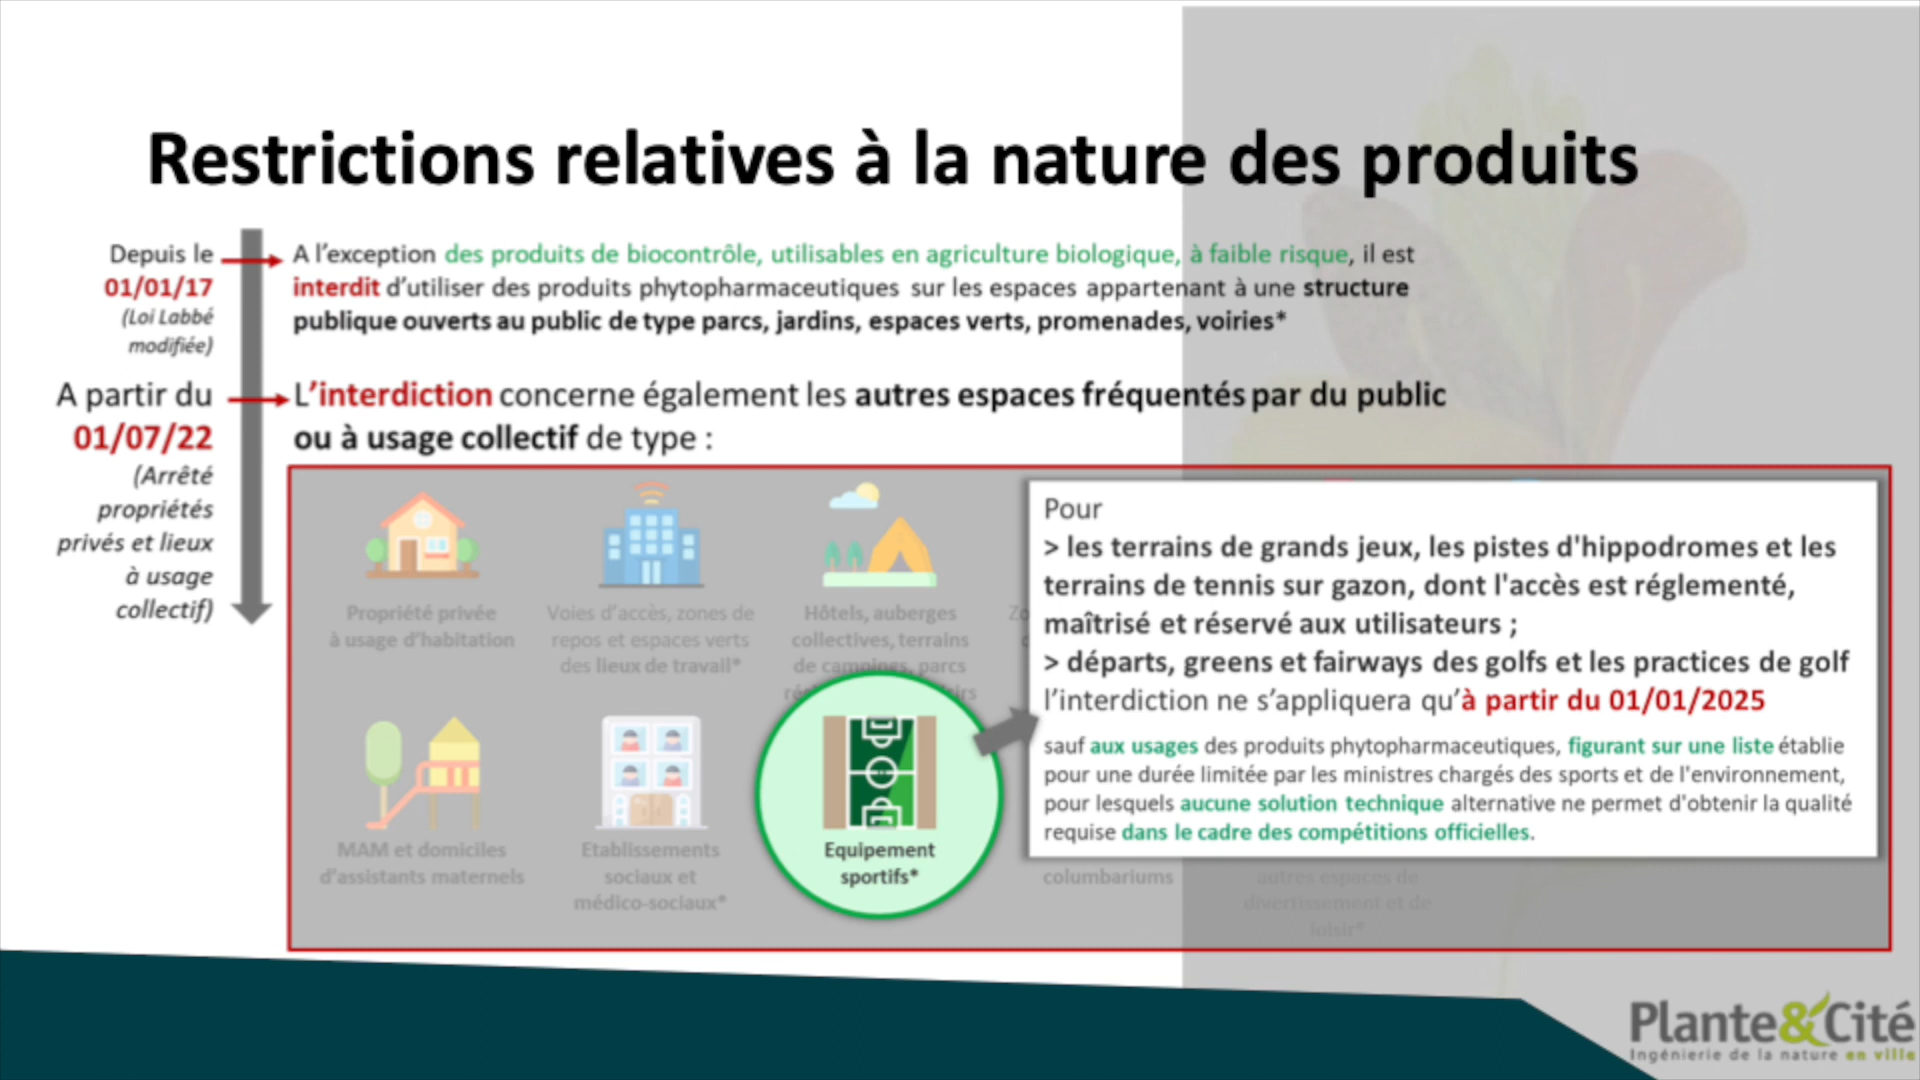 Restrictions relatives à la nature des produits
Depuis le
01/01/17
(Loi Labbé
modifiée)
A l’exception des produits de biocontrôle, utilisables en agriculture biologique, à faible risque, il est
interdit d’utiliser des produits phytopharmaceutiques sur les espaces appartenant à une structure
publique ouverts au public de type parcs, jardins, espaces verts, promenades, voiries*
A partir du
01/07/22
(Arrêté
propriétés
privés et lieux
à usage
collectif)
L’interdiction concerne également les autres espaces fréquentés par du public
ou à usage collectif de type :
Propriété privée
à usage d’habitation
Voies d’accès, zones de
repos et espaces verts
des lieux de travail*
Hôtels, auberges
collectives, terrains
de campings, parcs
MAM et domiciles
d’assistants maternels
Etablissements
sociaux et
médico-sociaux*
Equipement
sportifs*
columbariums
autres espaces de
divertissement et de
loisir*
Pour
> les terrains de grands jeux, les pistes d'hippodromes et les
terrains de tennis sur gazon, dont l'accès est réglementé,
maîtrisé et réservé aux utilisateurs ;
> départs, greens et fairways des golfs et les practices de golf
l’interdiction ne s’appliquera qu’à partir du 01/01/2025
sauf aux usages des produits phytopharmaceutiques, figurant sur une liste établie
pour une durée limitée par les ministres chargés des sports et de l'environnement,
pour lesquels aucune solution technique alternative ne permet d'obtenir la qualité
requise dans le cadre des compétitions officielles.
Plante&Cité
Ingénierie de la nature en ville